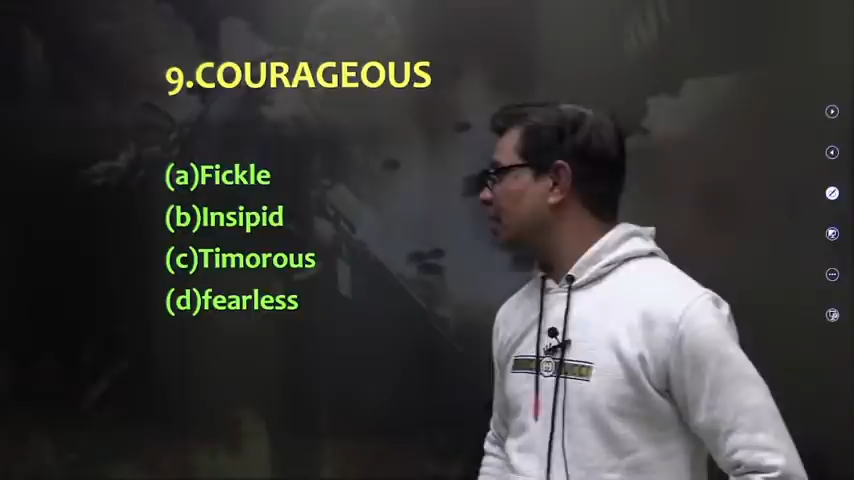 9.COURAGEOUS
(a)Fickle
(b)Insipid
(c)Timorous
(d)fearless